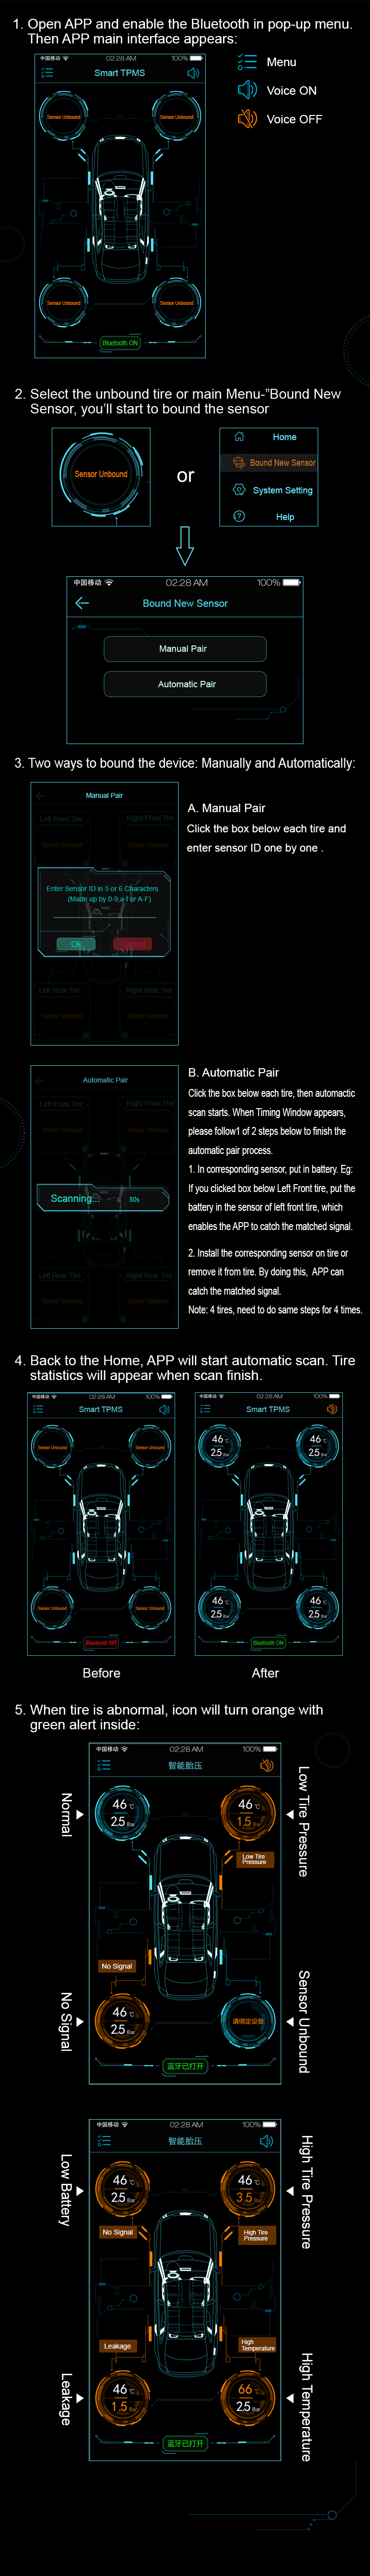 1. Open APP and enable the Bluetooth in pop-up menu.
Then APP main interface appears:
中国移动 02:28 AM 100%
Smart TPMS
Sensor Unbound Sensor Unbound
Sensor Unbound Sensor Unbound
Bluetooth ON
Menu
Voice ON
Voice OFF
2. Select the unbound tire or main Menu-"Bound New
Sensor, you'll start to bound the sensor
Sensor Unbound
or
Home
Bound New Sensor
System Setting
Help
中国移动 02:28 AM 100%
Bound New Sensor
Manual Pair
Automatic Pair
3. Two ways to bound the device: Manually and Automatically:
Manual Pair
Left Front Tire Right Front Tire
Sensor Unbound Sensor Unbound
Enter Sensor ID in 5 or 6 Characters
(Made up by 0-9,a-f or A-F)
Ok Cancel
Left Rear Tire Right Rear Tire
Sensor Unbound Sensor Unbound
A. Manual Pair
Click the box below each tire and
enter sensor ID one by one .
Automatic Pair
Left Front Tire Right Front Tire
Sensor Unbound Sensor Unbound
Scanning... 30s
Left Rear Tire Right Rear Tire
Sensor Unbound Sensor Unbound
B. Automatic Pair
Click the box below each tire, then automactic
scan starts. When Timing Window appears,
please follow1 of 2 steps below to finish the
automatic pair process.
1. In corresponding sensor, put in battery. Eg:
If you clicked box below Left Front tire, put the
battery in the sensor of left front tire, which
enables the APP to catch the matched signal.
2. Install the corresponding sensor on tire or
remove it from tire. By doing this, APP can
catch the matched signal.
Note: 4 tires, need to do same steps for 4 times.
4. Back to the Home, APP will start automatic scan. Tire
statistics will appear when scan finish.
中国移动 02:28 AM 100%
Smart TPMS
Sensor Unbound Sensor Unbound
Sensor Unbound Sensor Unbound
Bluetooth OFF
Before
中国移动 02:28 AM 100%
Smart TPMS
46 ℃ 46 ℃
2.5 Bar 2.5 Bar
46 ℃ 46 ℃
2.5 Bar 2.5 Bar
Bluetooth ON
After
5. When tire is abnormal, icon will turn orange with
green alert inside:
中国移动 02:28 AM 100%
智能胎压
Normal
46 ℃ 46 ℃
2.5 Bar 1.5 Bar
Low Tire Pressure
Low Tire
Pressure
No Signal
No Signal
46 ℃
2.5 Bar
请绑定设备
Sensor Unbound
蓝牙已打开
中国移动 02:28 AM 100%
智能胎压
Low Battery
46 ℃ 46 ℃
2.5 Bar 3.5 Bar
High Tire Pressure
No Signal
High Tire
Pressure
Leakage
High
Temperature
Leakage
46 ℃ 66 ℃
1.5 Bar 2.5 Bar
High Temperature
蓝牙已打开